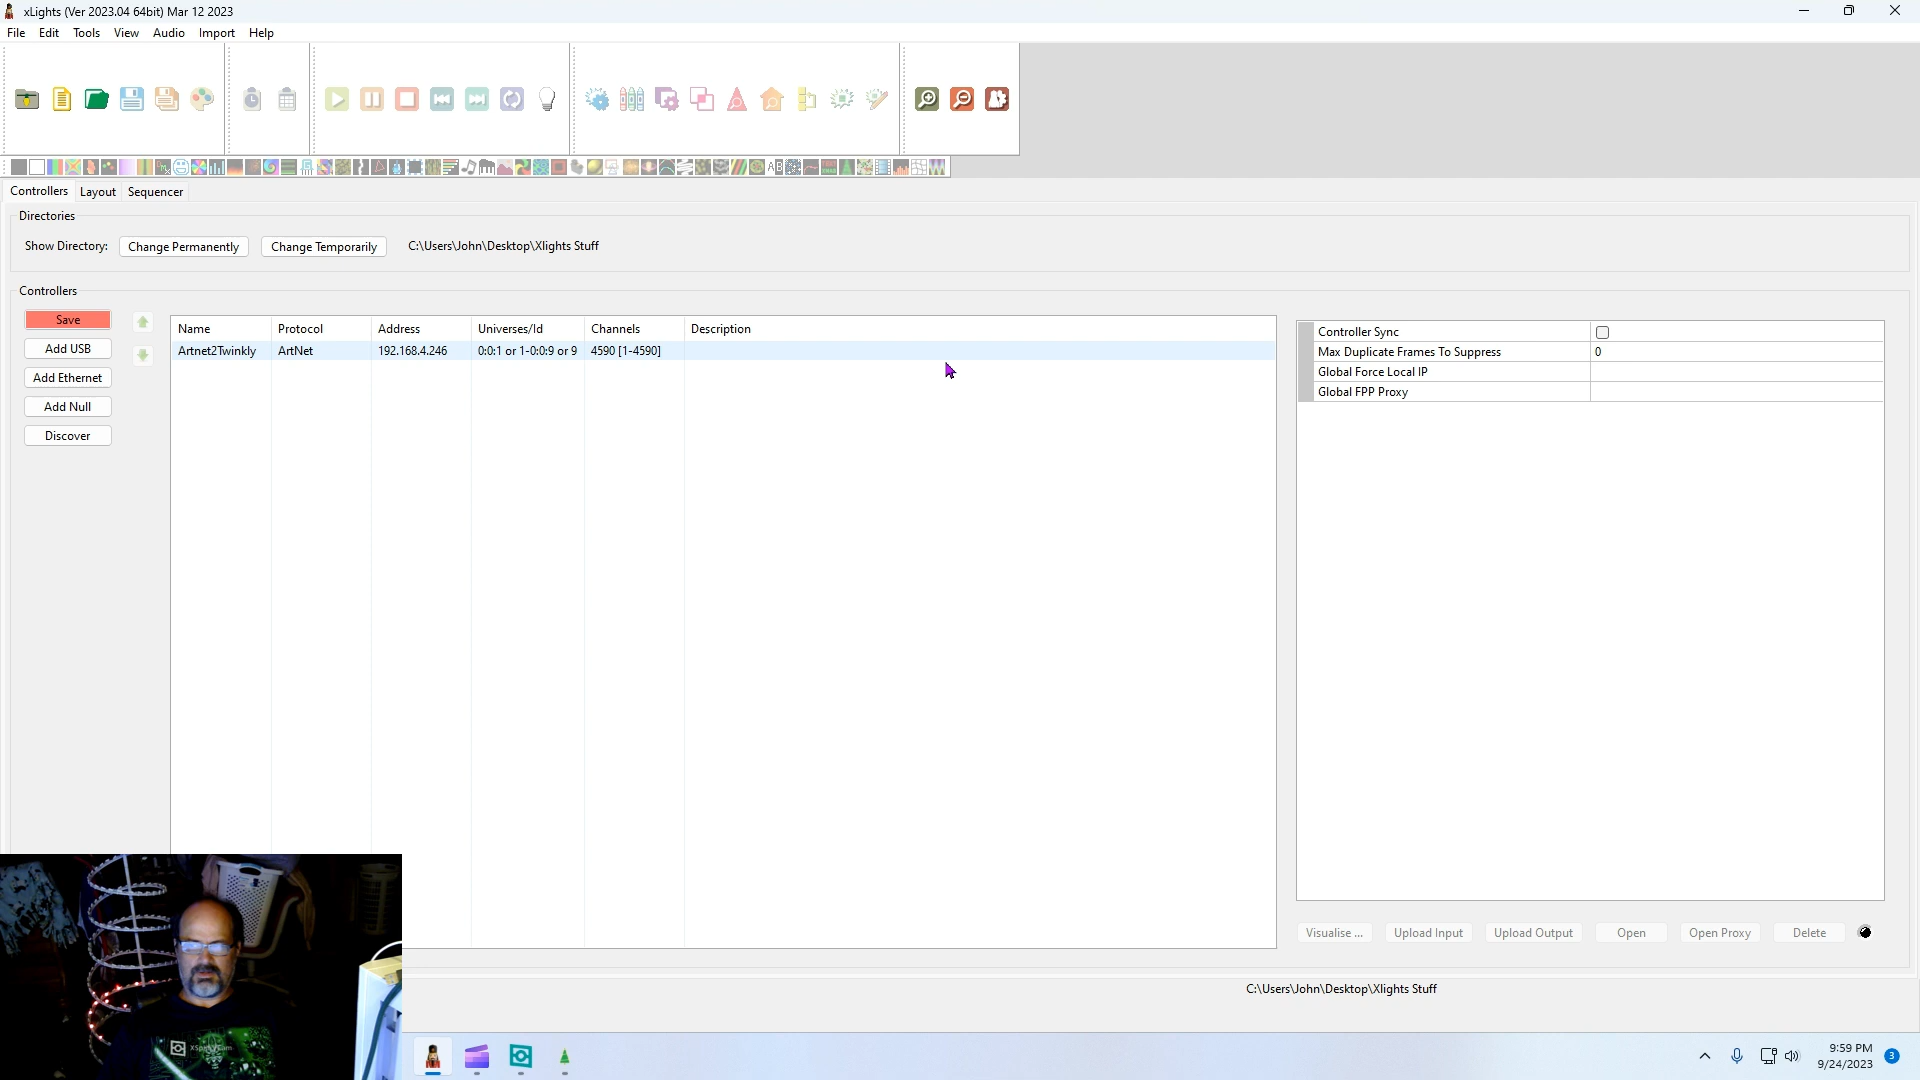 xLights (Ver 2023.04 64bit) Mar 12 2023
File Edit Tools View Audio Import Help
Controllers Layout Sequencer
Directories
Show Directory: Change Permanently Change Temporarily C:\Users\John\Desktop\Xlights Stuff
Controllers
Save
Add USB
Add Ethernet
Add Null
Discover
Name Protocol Address Universes/Id Channels Description
Artnet2Twinkly ArtNet 192.168.4.246 0:0:1 or 1-0:0:9 or 9 4590 [1-4590]
Controller Sync
Max Duplicate Frames To Suppress 0
Global Force Local IP
Global FPP Proxy
Visualise ... Upload Input Upload Output Open Open Proxy Delete
C:\Users\John\Desktop\Xlights Stuff
9:59 PM
9/24/2023
3